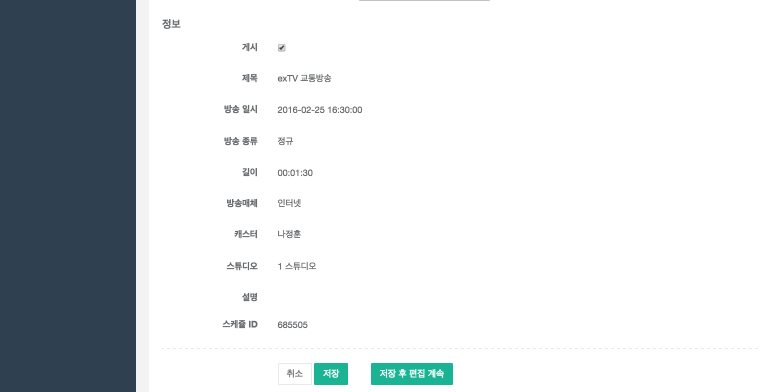 정보
게시
제목 exTV 교통방송
방송 일시 2016-02-25 16:30:00
방송 종류 정규
길이 00:01:30
방송매체 인터넷
캐스터 나정훈
스튜디오 1 스튜디오
설명
스케쥴 ID 685505
취소 저장 저장 후 편집 계속